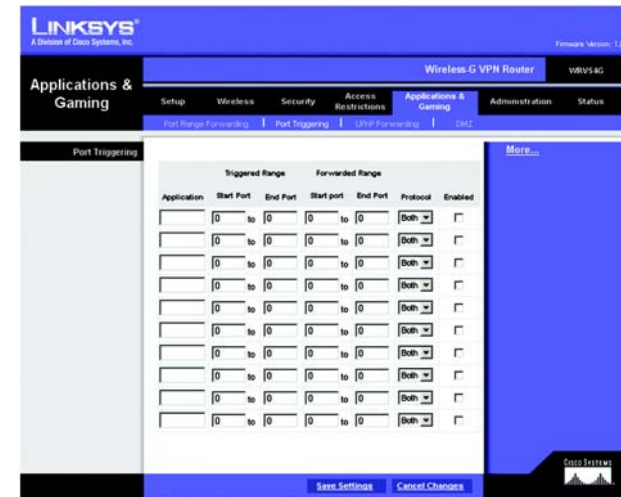 LINKSYS®
A Division of Cisco Systems, Inc.
Firmware Version: 1.
Applications & Gaming
Wireless-G VPN Router WRV54G
Setup Wireless Security Access Restrictions Applications & Gaming Administration Status
Port Range Forwarding Port Triggering UPnP Forwarding DMZ
Port Triggering
More...
Triggered Range Forwarded Range
Application Start Port End Port Start port End Port Protocol Enabled
0 to 0 0 to 0 Both
0 to 0 0 to 0 Both
0 to 0 0 to 0 Both
0 to 0 0 to 0 Both
0 to 0 0 to 0 Both
0 to 0 0 to 0 Both
0 to 0 0 to 0 Both
0 to 0 0 to 0 Both
0 to 0 0 to 0 Both
0 to 0 0 to 0 Both
Save Settings Cancel Changes
CISCO SYSTEMS